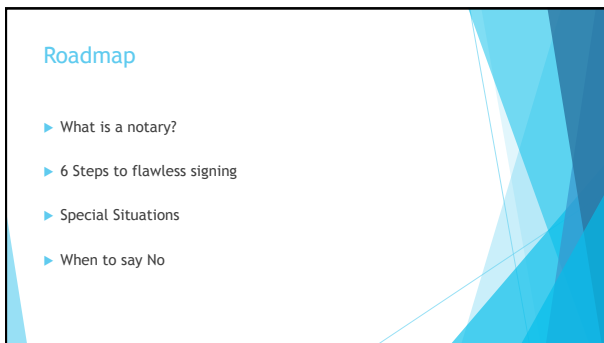 Roadmap
What is a notary?
6 Steps to flawless signing
Special Situations
When to say No